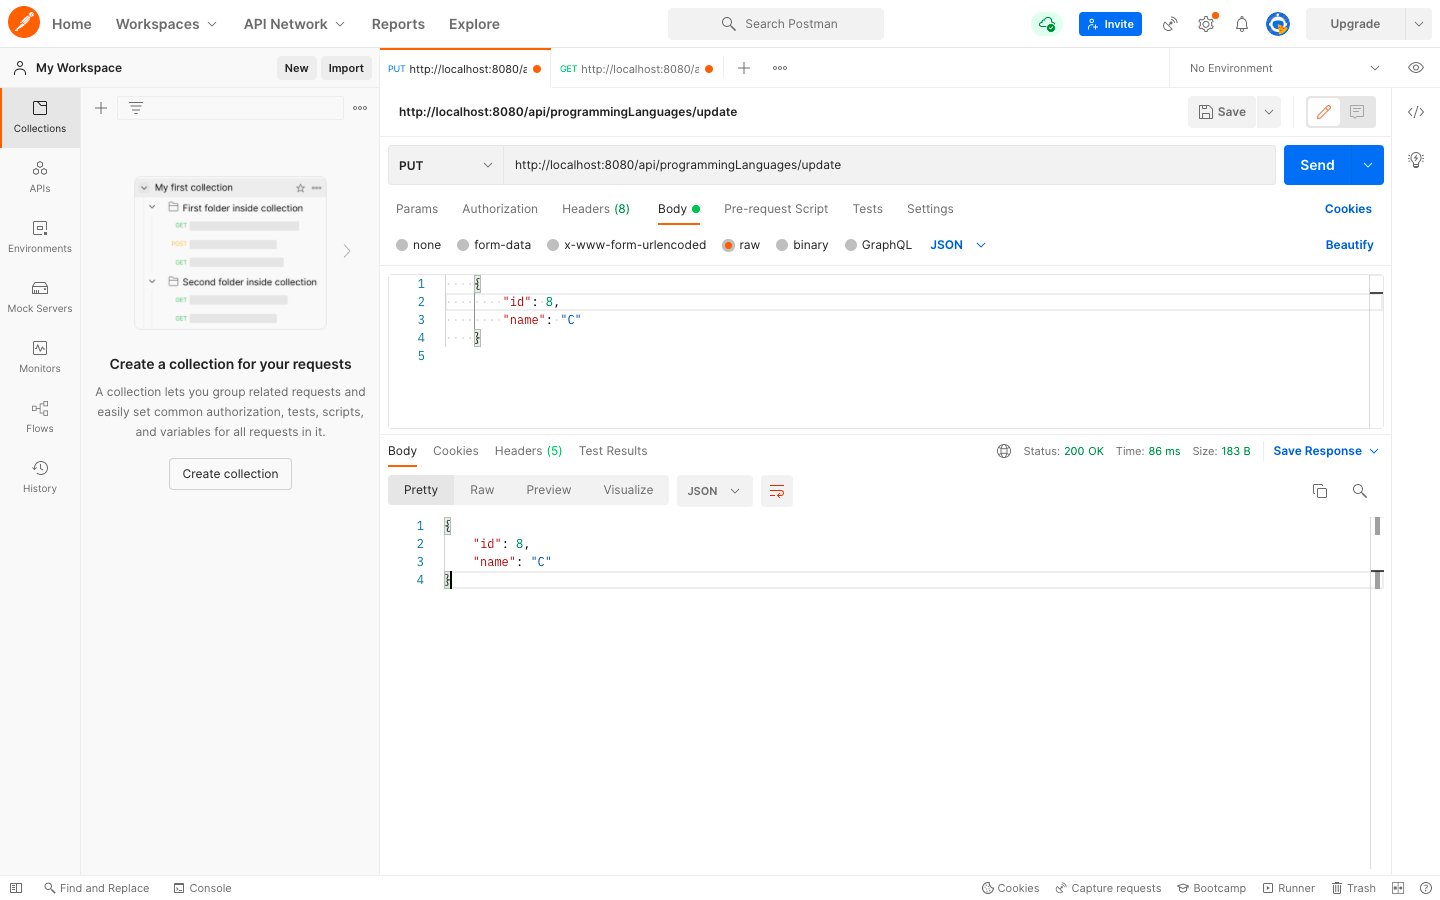 Home Workspaces API Network Reports Explore Search Postman Invite Upgrade
My Workspace New Import PUT http://localhost:8080/a GET http://localhost:8080/a No Environment
http://localhost:8080/api/programmingLanguages/update Save
Collections
PUT http://localhost:8080/api/programmingLanguages/update Send
APIs
My first collection
First folder inside collection
GET
POST
GET
Second folder inside collection
GET
GET
Params Authorization Headers (8) Body Pre-request Script Tests Settings Cookies
Environments
none form-data x-www-form-urlencoded raw binary GraphQL JSON Beautify
1 {
2 "id": 8,
3 "name": "C"
4 }
5
Mock Servers
Monitors
Flows
History
Create a collection for your requests
A collection lets you group related requests and
easily set common authorization, tests, scripts,
and variables for all requests in it.
Create collection
Body Cookies Headers (5) Test Results Status: 200 OK Time: 86 ms Size: 183 B Save Response
Pretty Raw Preview Visualize JSON
1 {
2 "id": 8,
3 "name": "C"
4 }
Find and Replace Console Cookies Capture requests Bootcamp Runner Trash